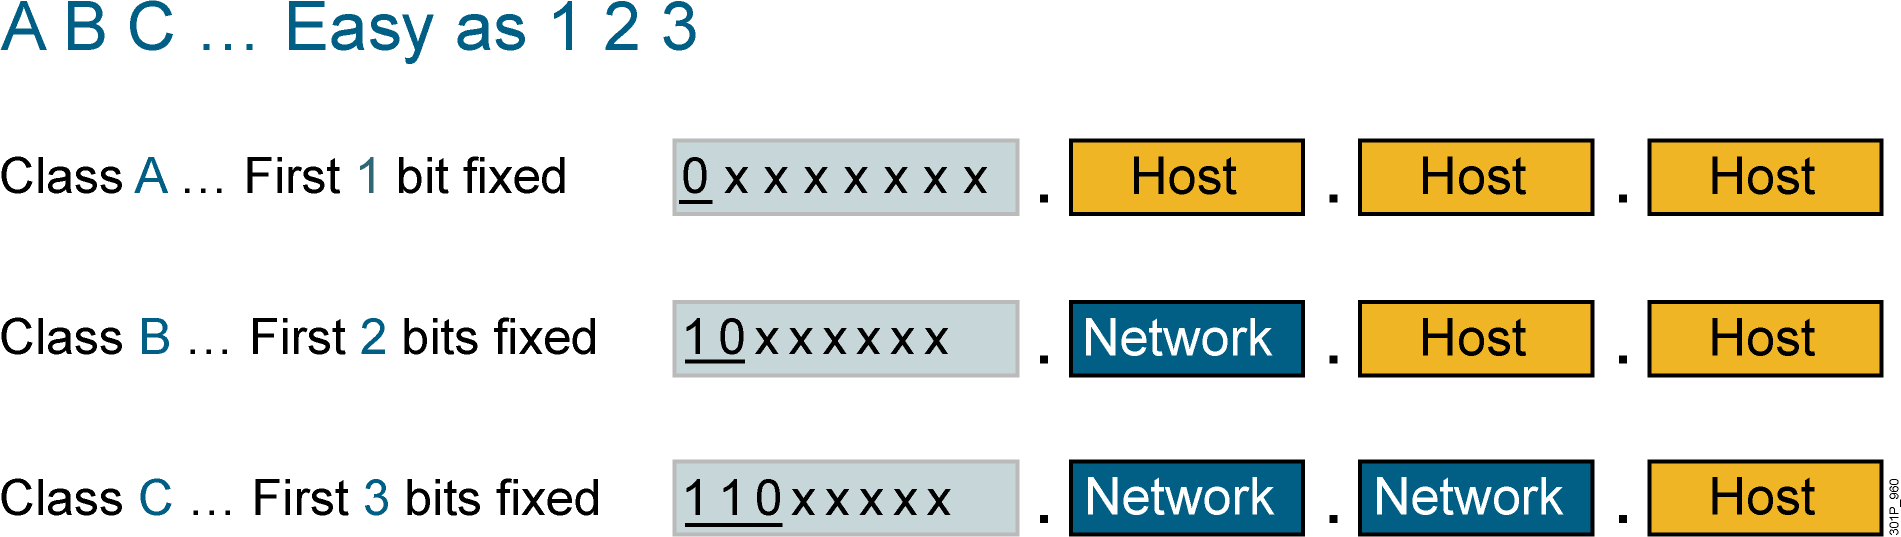 A B C … Easy as 1 2 3
Class A … First 1 bit fixed 0 x x x x x x x . Host . Host . Host
Class B … First 2 bits fixed 1 0 x x x x x x . Network . Host . Host
Class C … First 3 bits fixed 1 1 0 x x x x x . Network . Network . Host
301P_960